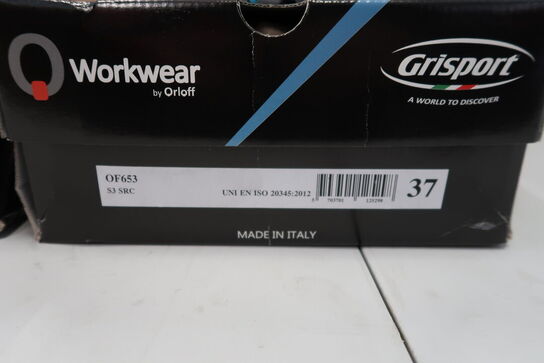 Workwear
by Orloff
Grisport
A WORLD TO DISCOVER
OF653
S3 SRC
UNI EN ISO 20345:2012
37
MADE IN ITALY